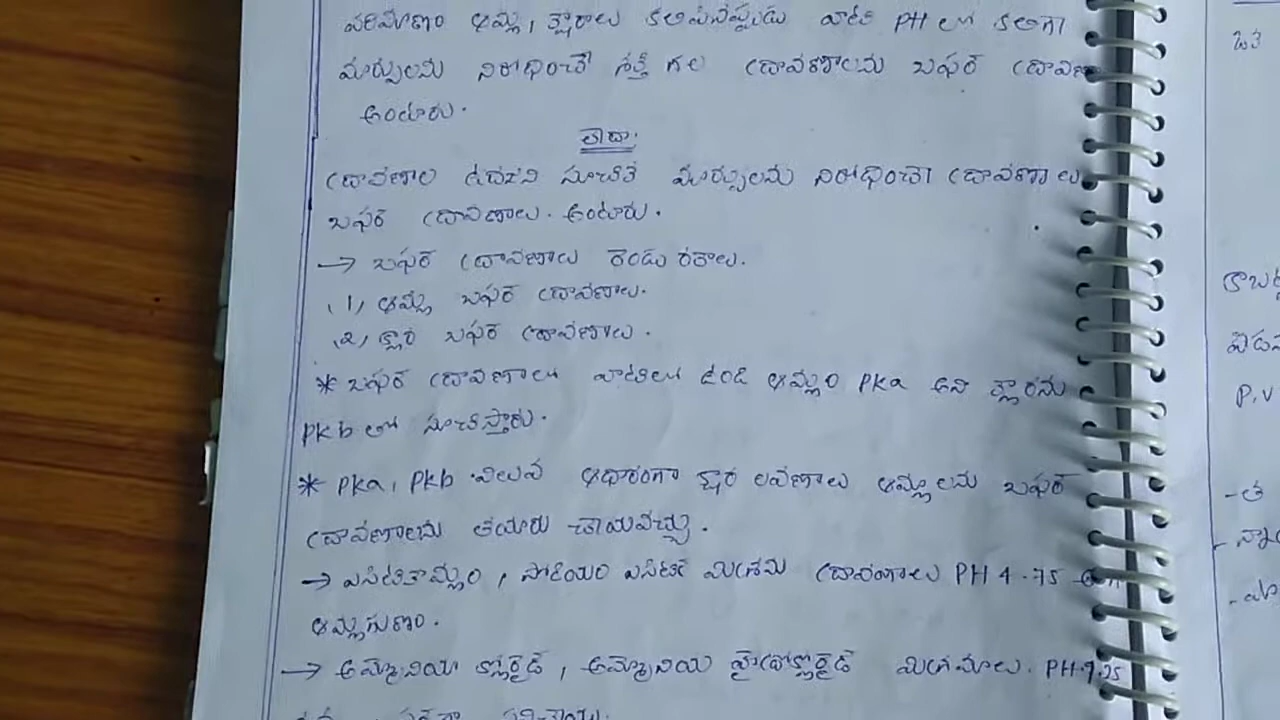 పరిమాణం ఆమ్ల, క్షారాలు కలిపినప్పుడు వాటి PH లో కలిగా
మార్పులను నిరోధించే శక్తి గల ద్రావణాలను బఫర్ ద్రావణ
అంటారు.
లేదా.
ద్రావణాల ఉదజని సూచిక మార్పులను నిరోధించే ద్రావణాలు
బఫర్ ద్రావణాలు. అంటారు.
→ బఫర్ ద్రావణాలు రెండు రకాలు.
(1) ఆమ్ల బఫర్ ద్రావణాలు.
(2) క్షార బఫర్ ద్రావణాలు.
* బఫర్ ద్రావణాలు వాటిలో ఉండే ఆమ్లం PKa అని క్షారను
PKb తో సూచిస్తారు.
* PKa, PKb విలువ ఆధారంగా క్షార లవణాలు ఆమ్లాలను బఫర్
ద్రావణాలను తయారు చేయవచ్చు.
→ ఎసిటికామ్లం, సోడియం ఎసిటేట్ మిశ్రమ ద్రావణాలు PH 4.75
ఆమ్లగుణం.
→ అమ్మోనియా క్లోరైడ్, అమ్మోనియ హైడ్రోక్లోరైడ్ మిశ్రమాలు. PH 9.25
కాబ
P.V
- త